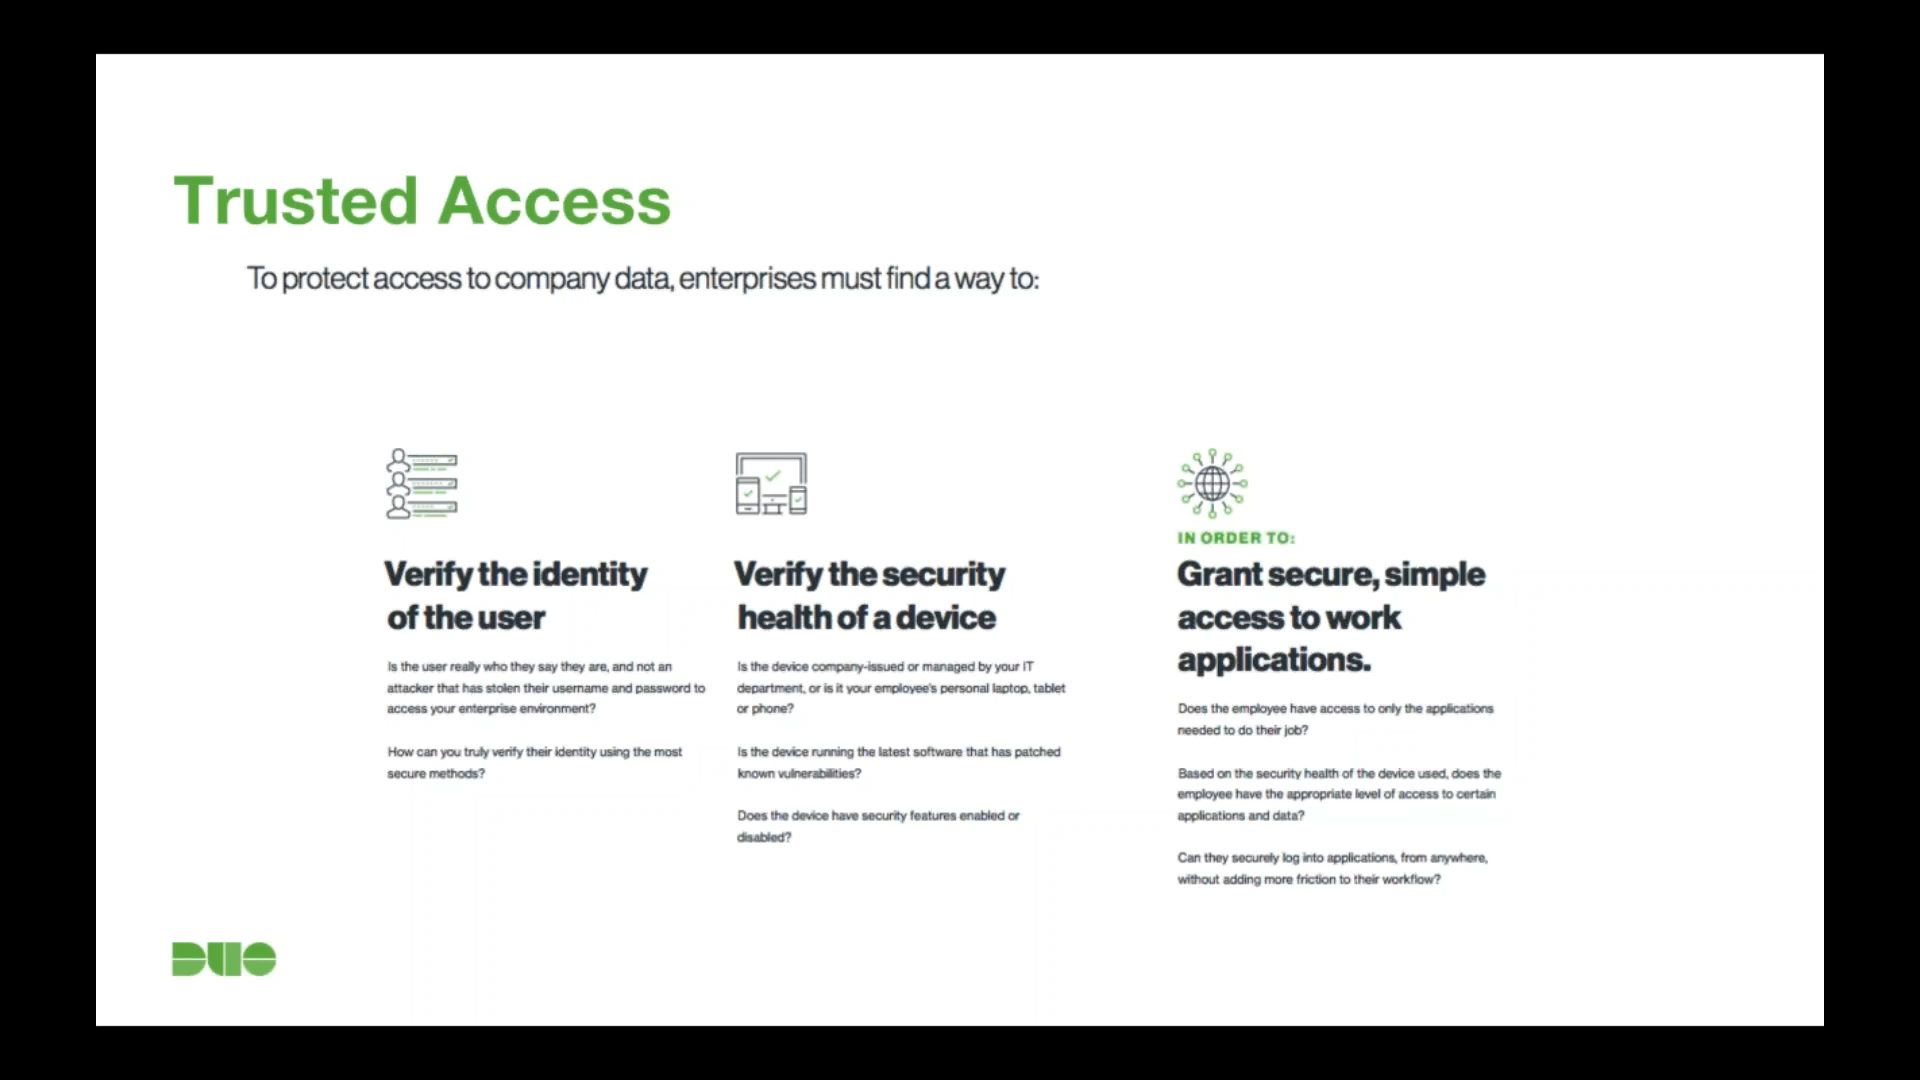 Trusted Access
To protect access to company data, enterprises must find a way to:
Verify the identity
of the user
Is the user really who they say they are, and not an
attacker that has stolen their username and password to
access your enterprise environment?
How can you truly verify their identity using the most
secure methods?
Verify the security
health of a device
Is the device company-issued or managed by your IT
department, or is it your employee's personal laptop, tablet
or phone?
Is the device running the latest software that has patched
known vulnerabilities?
Does the device have security features enabled or
disabled?
IN ORDER TO:
Grant secure, simple
access to work
applications.
Does the employee have access to only the applications
needed to do their job?
Based on the security health of the device used, does the
employee have the appropriate level of access to certain
applications and data?
Can they securely log into applications, from anywhere,
without adding more friction to their workflow?
DUO